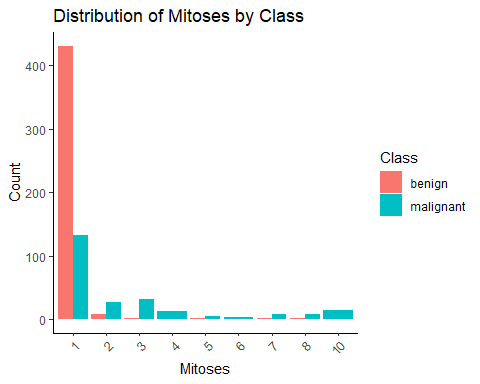 Distribution of Mitoses by Class
Count
400
300
200
100
0
1 2 3 4 5 6 7 8 10
Mitoses
Class
benign
malignant